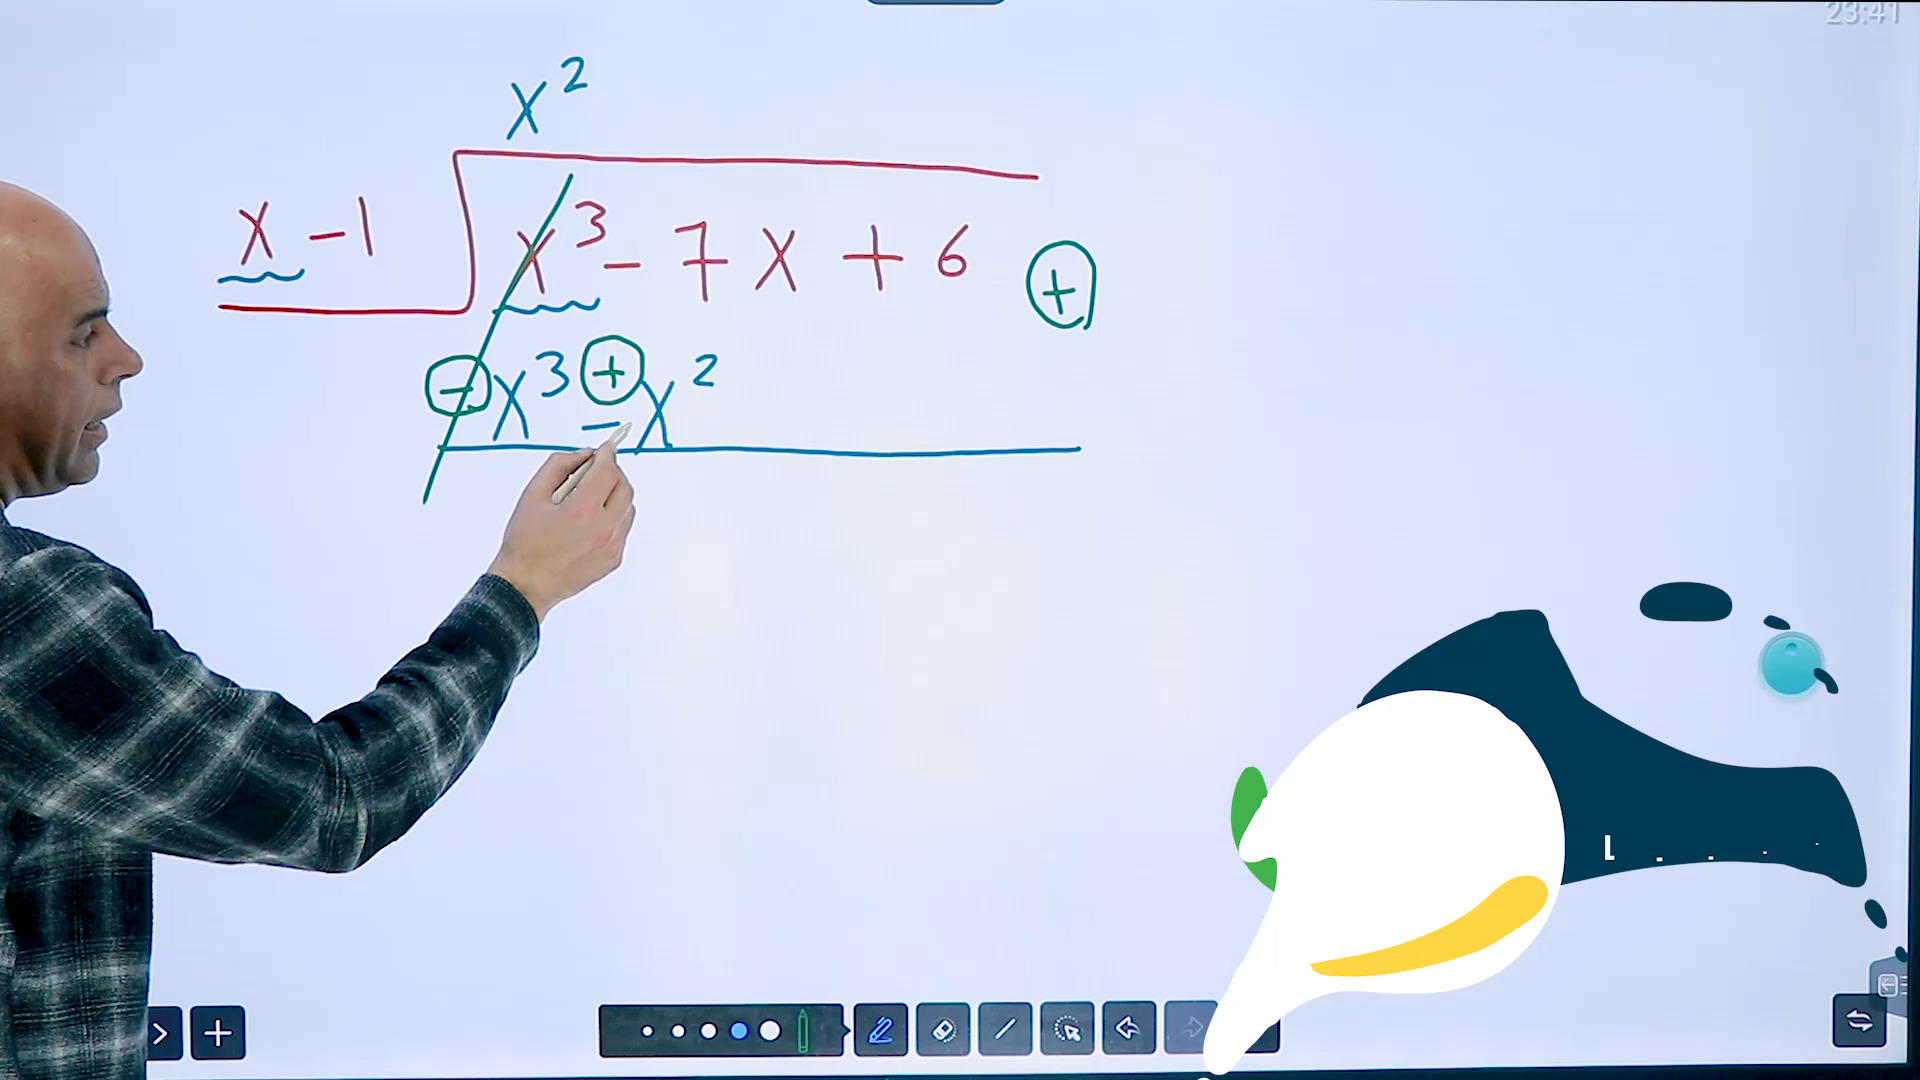 23:41
x²
x - 1
x³ - 7x + 6
+
- x³ + x²
-
L